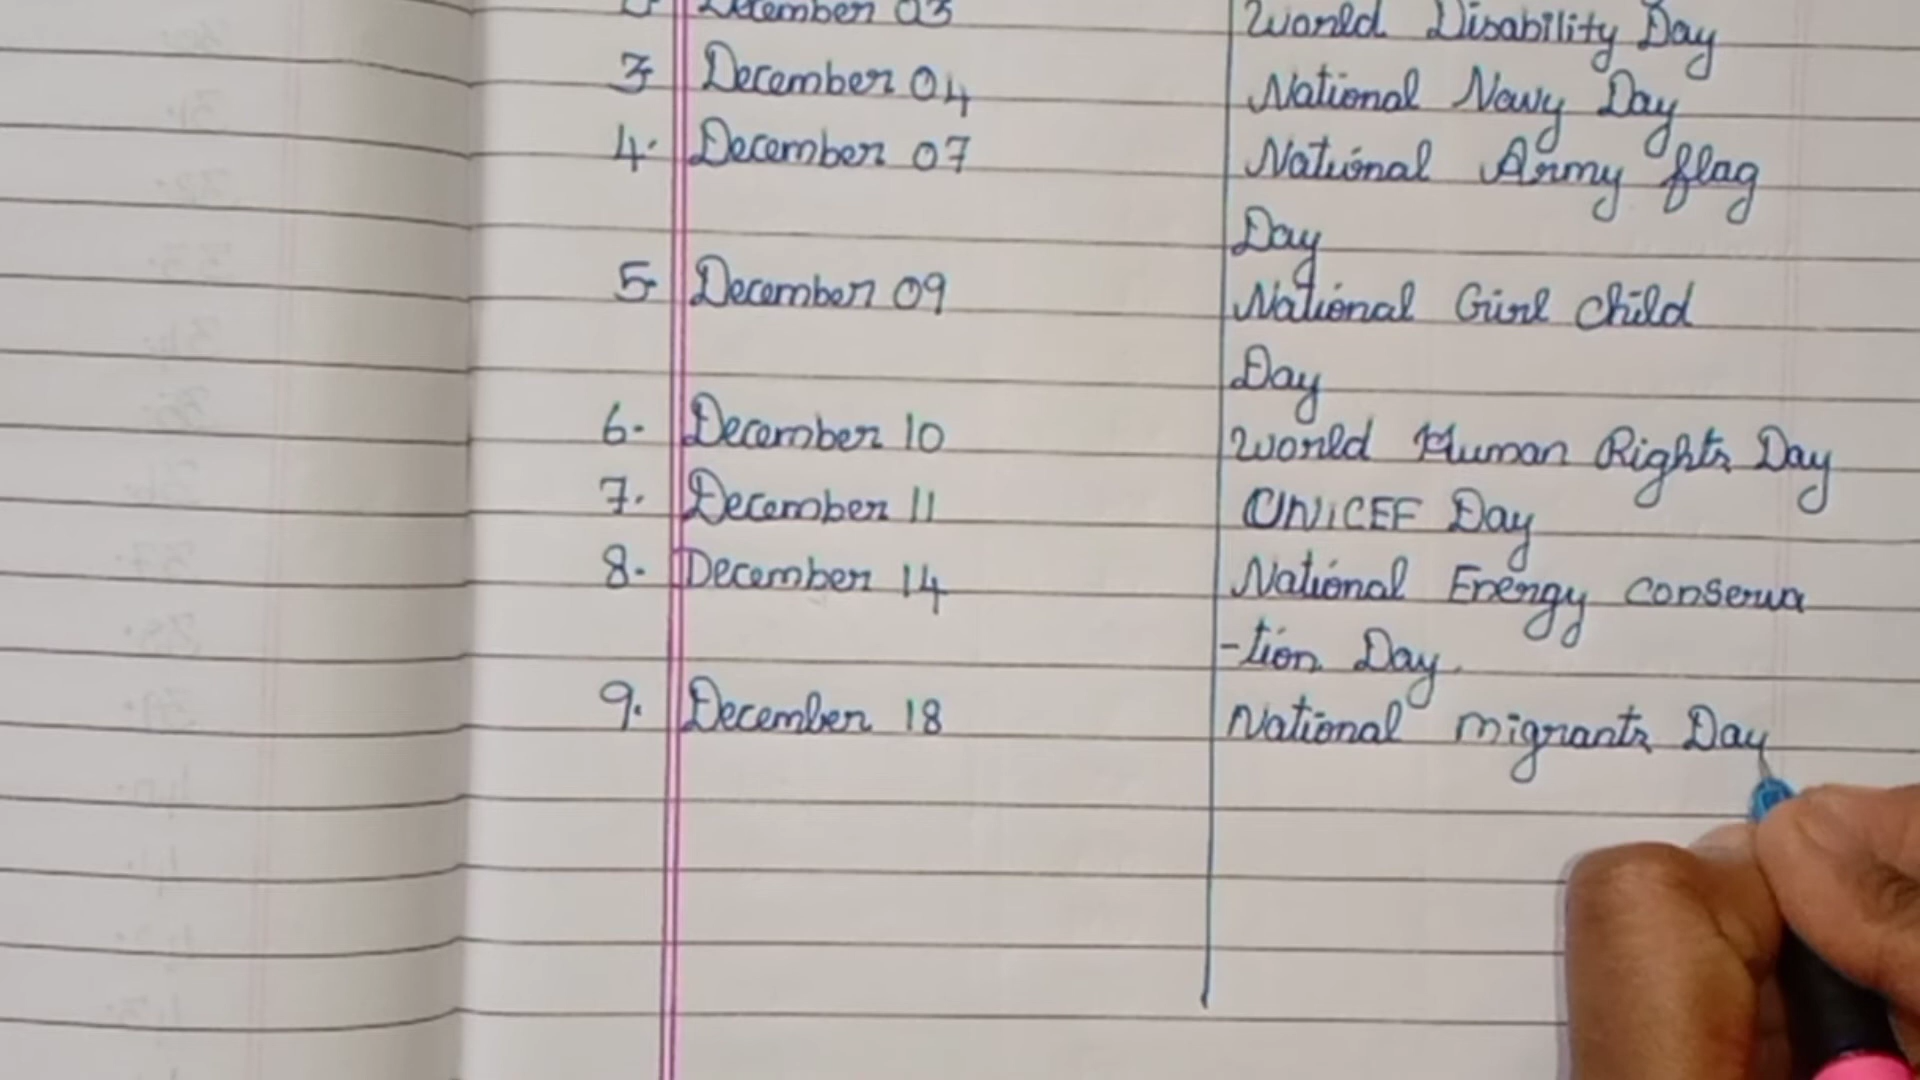 December 03 World Disability Day
3. December 04 National Navy Day
4. December 07 National Army flag
Day
5. December 09 National Girl child
Day
6. December 10 World Human Rights Day
7. December 11 UNICEF Day
8. December 14 National Energy conserva
-tion Day.
9. December 18 National migrants Day